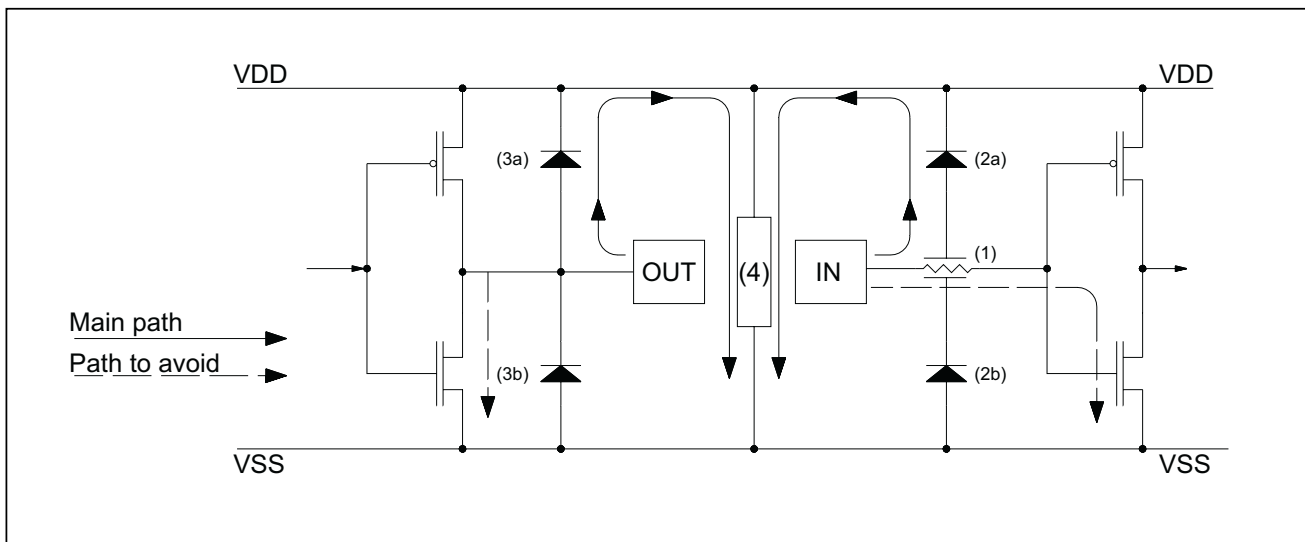 VDD
VDD
(3a)
(2a)
(1)
OUT
(4)
IN
Main path
Path to avoid
(3b)
(2b)
VSS
VSS